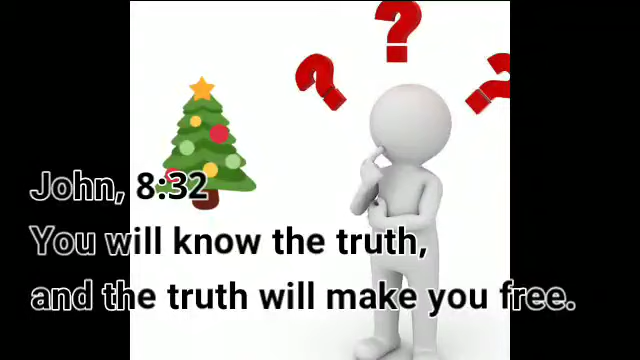 John, 8:32
You will know the truth,
and the truth will make you free.